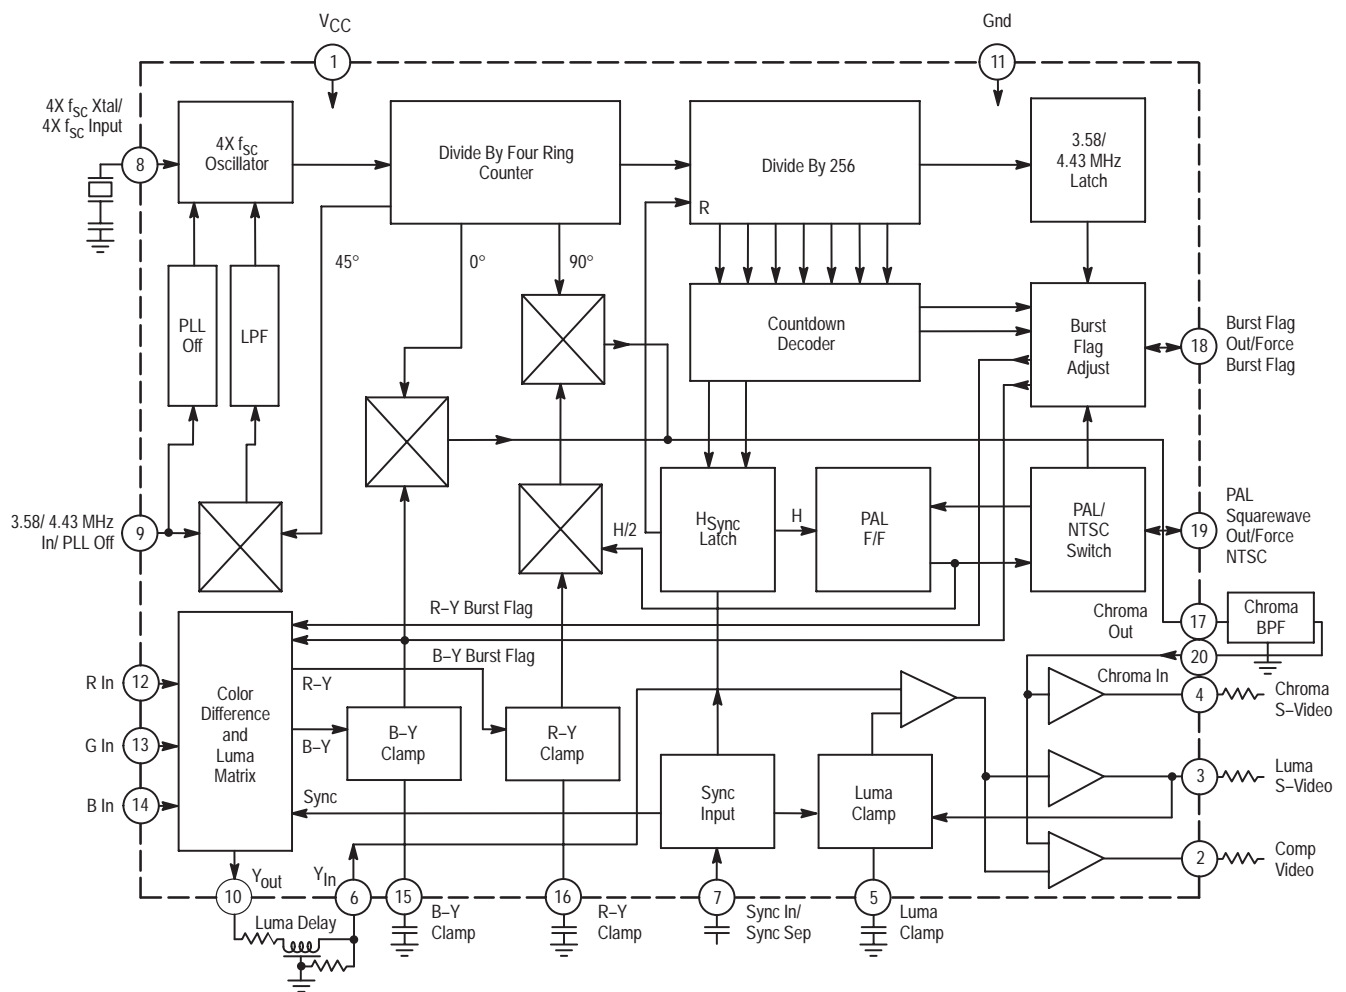 VCC
Gnd
1
11
4X fsc Xtal/
4X fsc Input
8
4X fsc
Oscillator
Divide By Four Ring
Counter
Divide By 256
R
3.58/
4.43 MHz
Latch
45°
0°
90°
PLL
Off
LPF
Countdown
Decoder
Burst
Flag
Adjust
18
Burst Flag
Out/Force
Burst Flag
3.58/ 4.43 MHz
In/ PLL Off
9
H/2
HSync
Latch
H
PAL
F/F
PAL/
NTSC
Switch
19
PAL
Squarewave
Out/Force
NTSC
R–Y Burst Flag
B–Y Burst Flag
Chroma
Out
17
Chroma
BPF
20
Chroma In
4
Chroma
S–Video
R In
12
G In
13
B In
14
Color
Difference
and
Luma
Matrix
R–Y
B–Y
B–Y
Clamp
R–Y
Clamp
Sync
Sync
Input
Luma
Clamp
3
Luma
S–Video
2
Comp
Video
Yout
10
YIn
6
15
B–Y
Clamp
16
R–Y
Clamp
7
Sync In/
Sync Sep
5
Luma
Clamp
Luma Delay